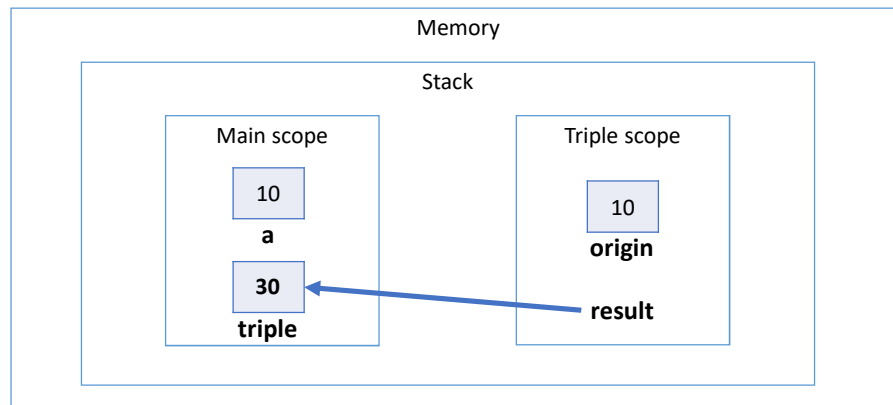 Memory
Stack
Main scope
10
a
30
triple
Triple scope
10
origin
result